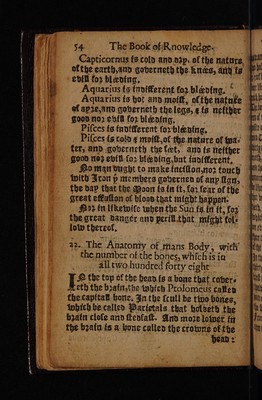 54 The Book of Knowledge.
Capticornus is cold and dry. of the nature
of the earth, and governeth the knees, and is
evill for bleeding.
Aquarius is indifferent for bleeding.
Aquarius is hot and moist, of the nature
of ayre, and governeth the legs, & is neither
good nor evill for bleeding.
Pisces is indifferent for bleeding.
Pisces is cold & moist, of the nature of wa-
ter, and governeth the feet, and is neither
good nor evill for bleeding, but indifferent.
No man ought to make incision, nor touch
with Iron ye members governed of any sign,
the day that the Moon is in it, for fear of the
great effusion of blood that might happen.
Nor in likewise when the Sun is in it, for
the great danger and perill that might fol-
low thereof.
22. The Anatomy of mans Body, with
the number of the bones, which is in
all two hundred forty eight
IN the top of the head is a bone that cover-
eth the brain, the which Ptolomeus called
the capitall bone. In the scull be two bones,
which be called Parietals that holdeth the
brain close and stedfast. And more lower in
the brain is a bone called the crowne of the
head: